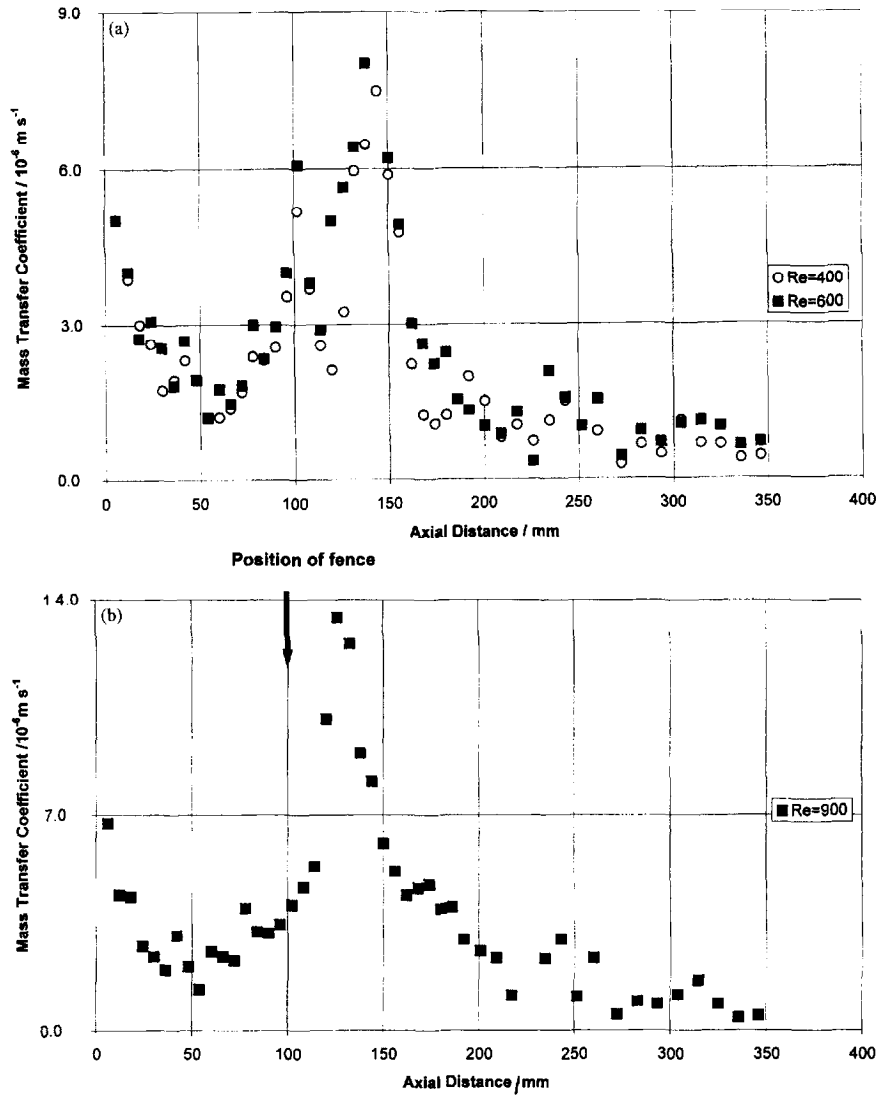 (a)
9.0
6.0
3.0
0.0
Mass Transfer Coefficient / 10⁻⁶ m s⁻¹
Re=400
Re=600
0 50 100 150 200 250 300 350 400
Axial Distance / mm
Position of fence
(b)
14.0
7.0
0.0
Mass Transfer Coefficient /10⁻⁶m s⁻¹
Re=900
0 50 100 150 200 250 300 350 400
Axial Distance /mm